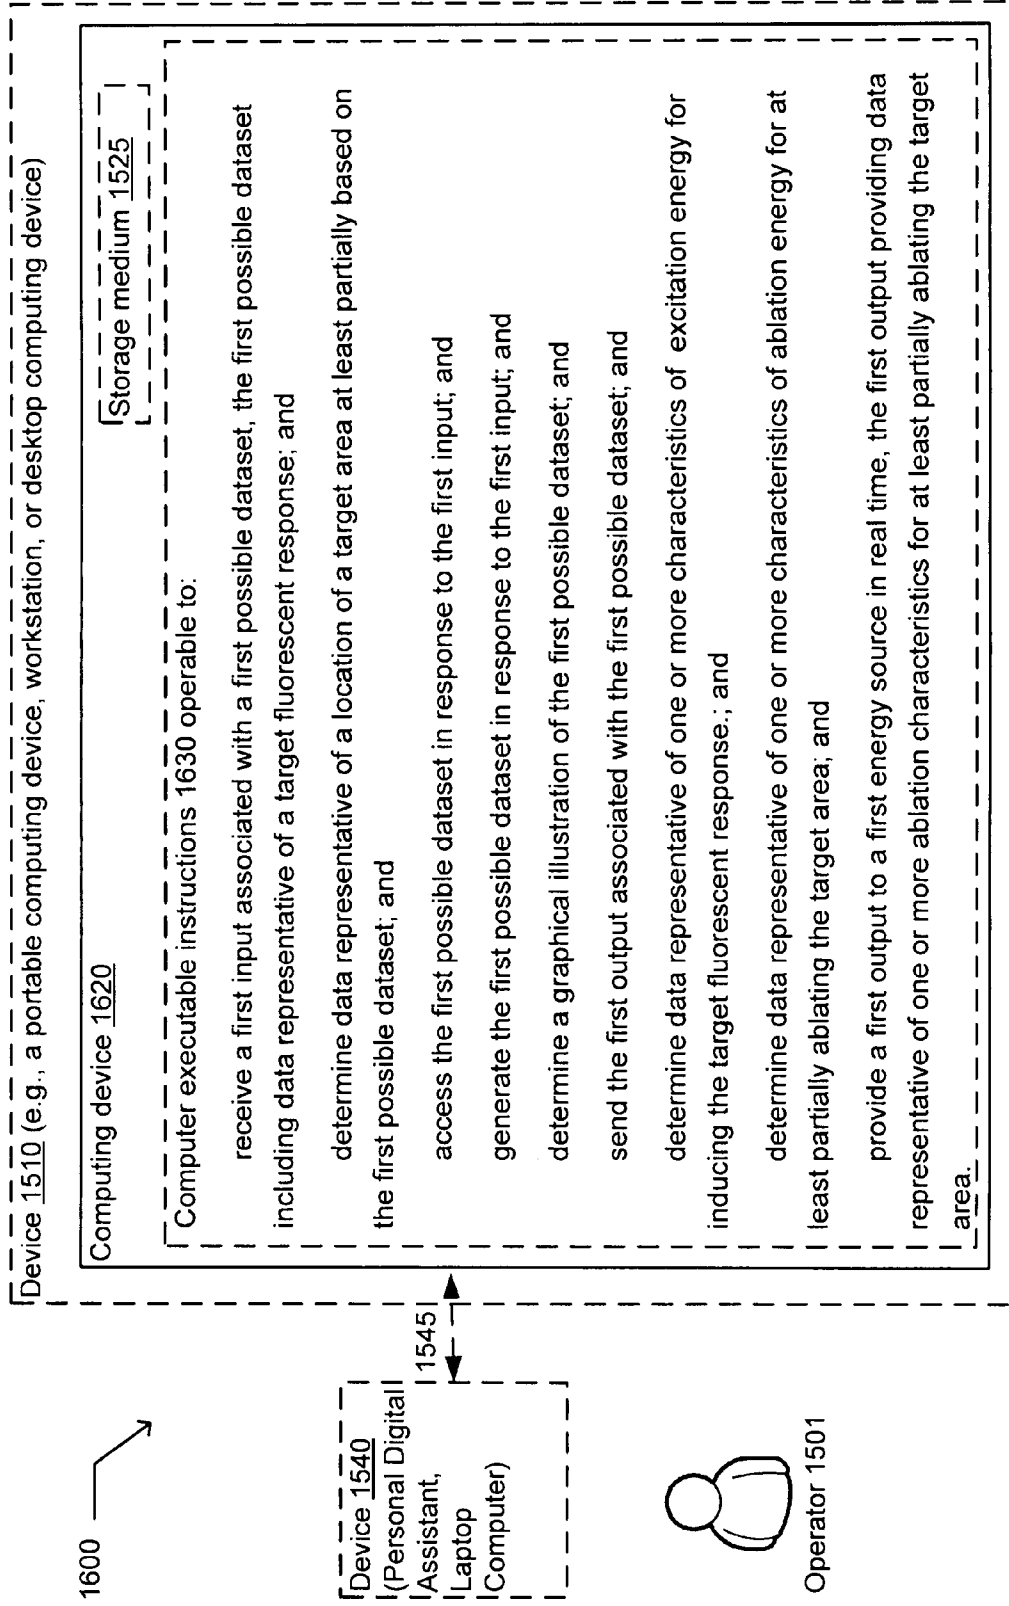 1600
Device 1510 (e.g., a portable computing device, workstation, or desktop computing device)
Computing device 1620
Storage medium 1525
Computer executable instructions 1630 operable to:
receive a first input associated with a first possible dataset, the first possible dataset
including data representative of a target fluorescent response; and
determine data representative of a location of a target area at least partially based on
the first possible dataset; and
access the first possible dataset in response to the first input; and
generate the first possible dataset in response to the first input; and
determine a graphical illustration of the first possible dataset; and
send the first output associated with the first possible dataset; and
determine data representative of one or more characteristics of excitation energy for
inducing the target fluorescent response.; and
determine data representative of one or more characteristics of ablation energy for at
least partially ablating the target area; and
provide a first output to a first energy source in real time, the first output providing data
representative of one or more ablation characteristics for at least partially ablating the target
area.
1545
Device 1540
(Personal Digital
Assistant,
Laptop
Computer)
Operator 1501